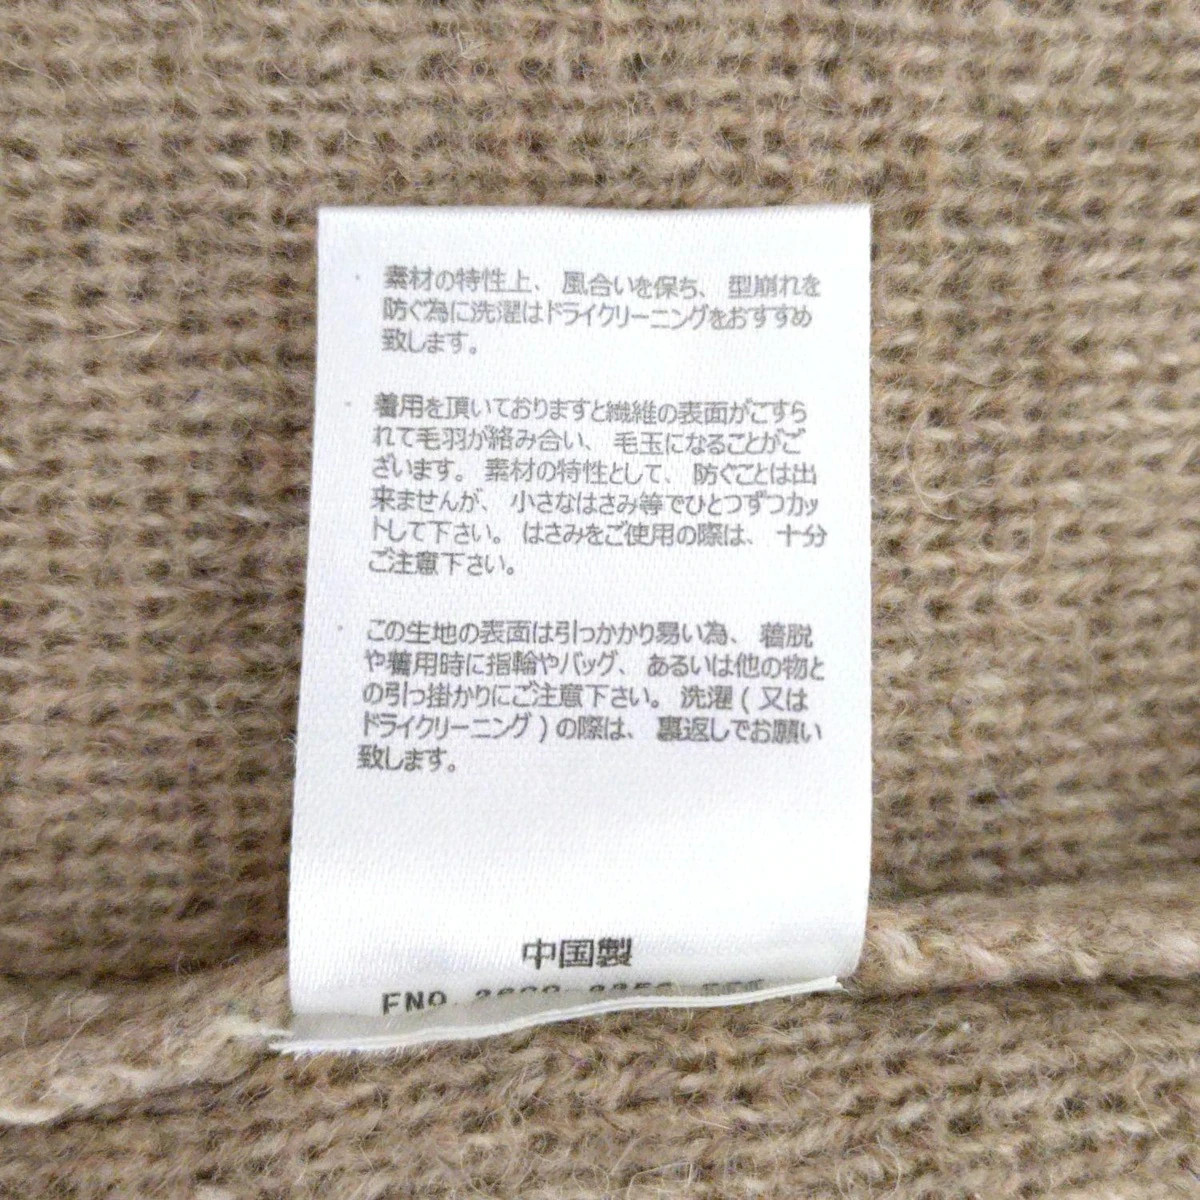 ・素材の特性上、風合いを保ち、型崩れを
防ぐ為に洗濯はドライクリーニングをおすすめ
致します。
・着用を頂いておりますと繊維の表面がこすら
れて毛羽が絡み合い、毛玉になることがご
ざいます。素材の特性として、防ぐことは出
来ませんが、小さなはさみ等でひとつずつカッ
トして下さい。はさみをご使用の際は、十分
ご注意下さい。
・この生地の表面は引っかかり易い為、着脱
や着用時に指輪やバッグ、あるいは他の物と
の引っ掛かりにご注意下さい。洗濯(又は
ドライクリーニング)の際は、裏返しでお願い
致します。
中国製
FNO.